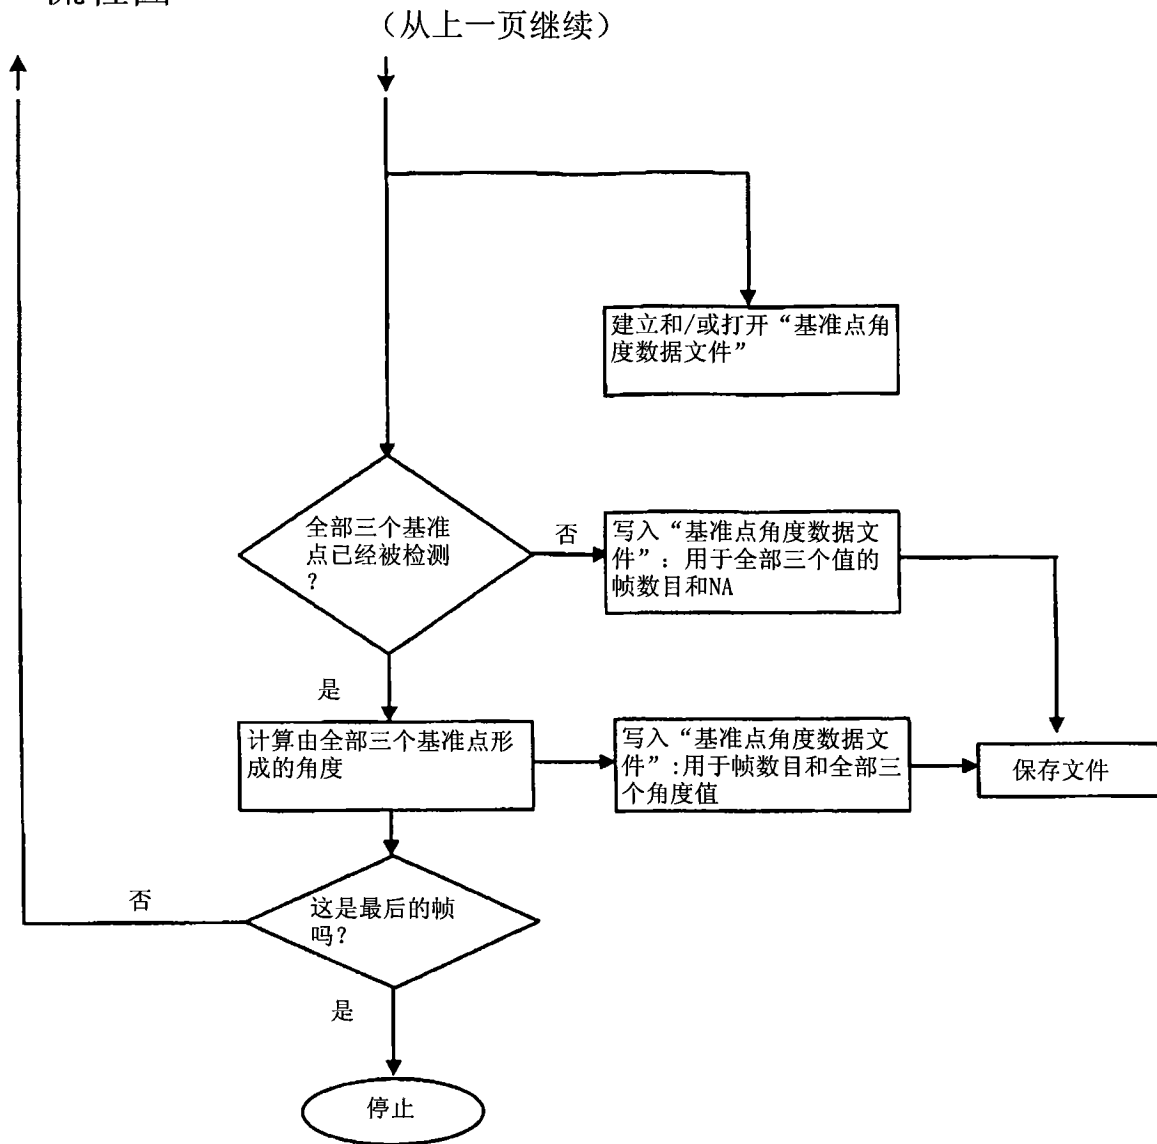 （从上一页继续）
建立和/或打开“基准点角
度数据文件”
全部三个基准
点已经被检测
？
否
写入“基准点角度数据文
件”：用于全部三个值的
帧数目和NA
是
计算由全部三个基准点形
成的角度
写入“基准点角度数据文
件”:用于帧数目和全部三
个角度值
保存文件
否
这是最后的帧
吗？
是
停止